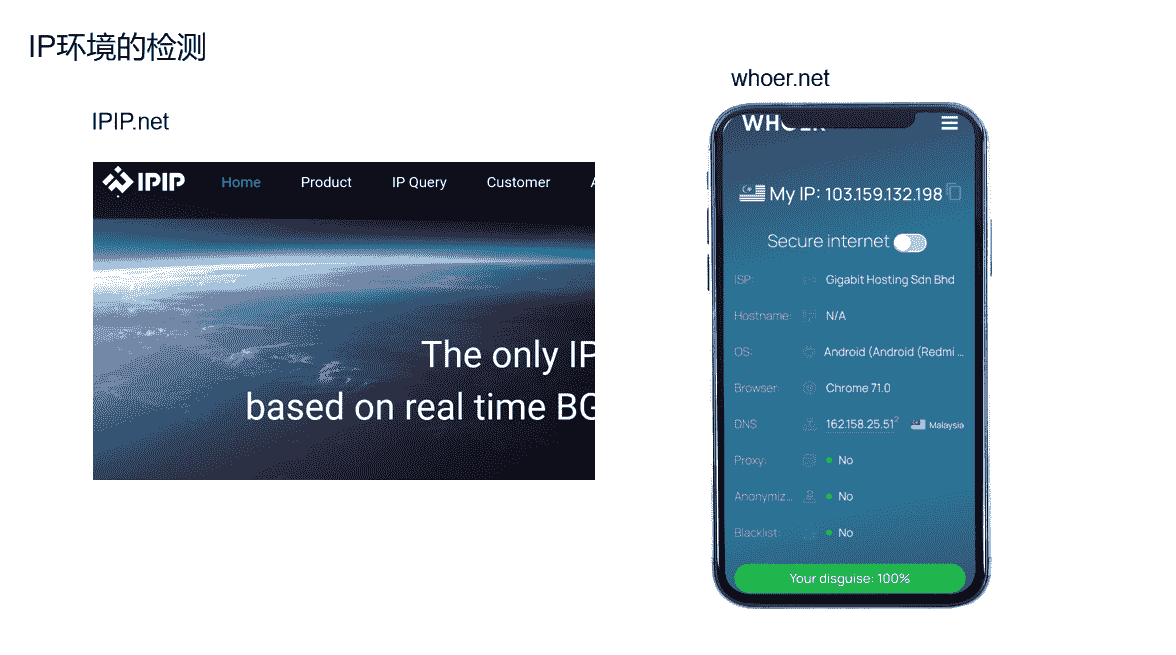 IP环境的检测
whoer.net
IPIP.net
IPIP Home Product IP Query Customer
The only IP
based on real time BG
WHOER
My IP: 103.159.132.198
Secure internet
ISP: Gigabit Hosting Sdn Bhd
Hostname: N/A
OS: Android (Android (Redmi ...
Browser: Chrome 71.0
DNS 162.158.25.51² Malaysia
Proxy: No
Anonymiz... No
Blacklist: No
Your disguise: 100%